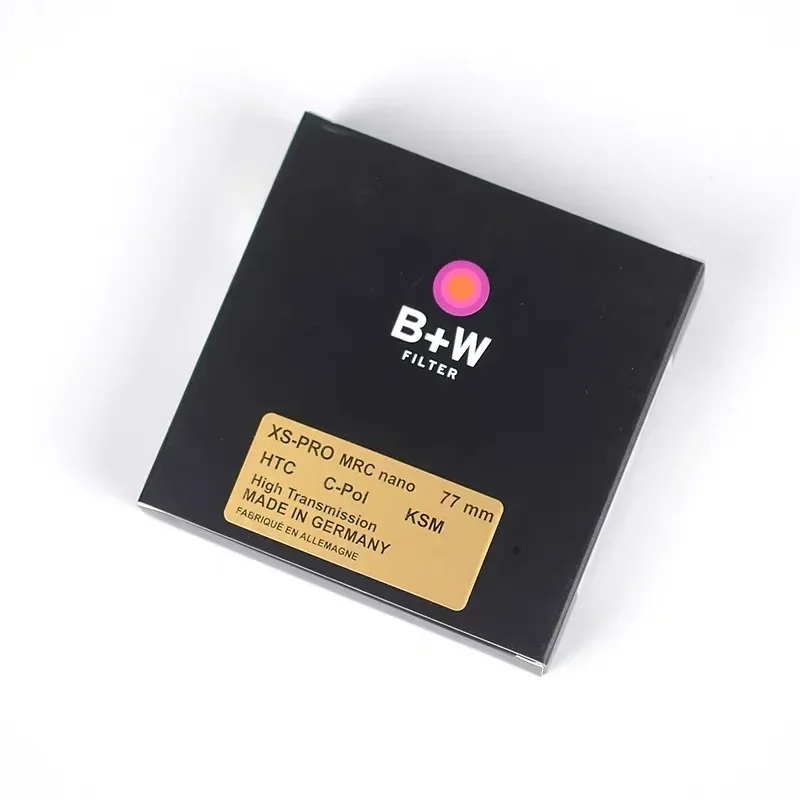 B+W
FILTER
XS-PRO MRC nano 77 mm
HTC C-Pol KSM
High Transmission
MADE IN GERMANY
FABRIQUÉ EN ALLEMAGNE